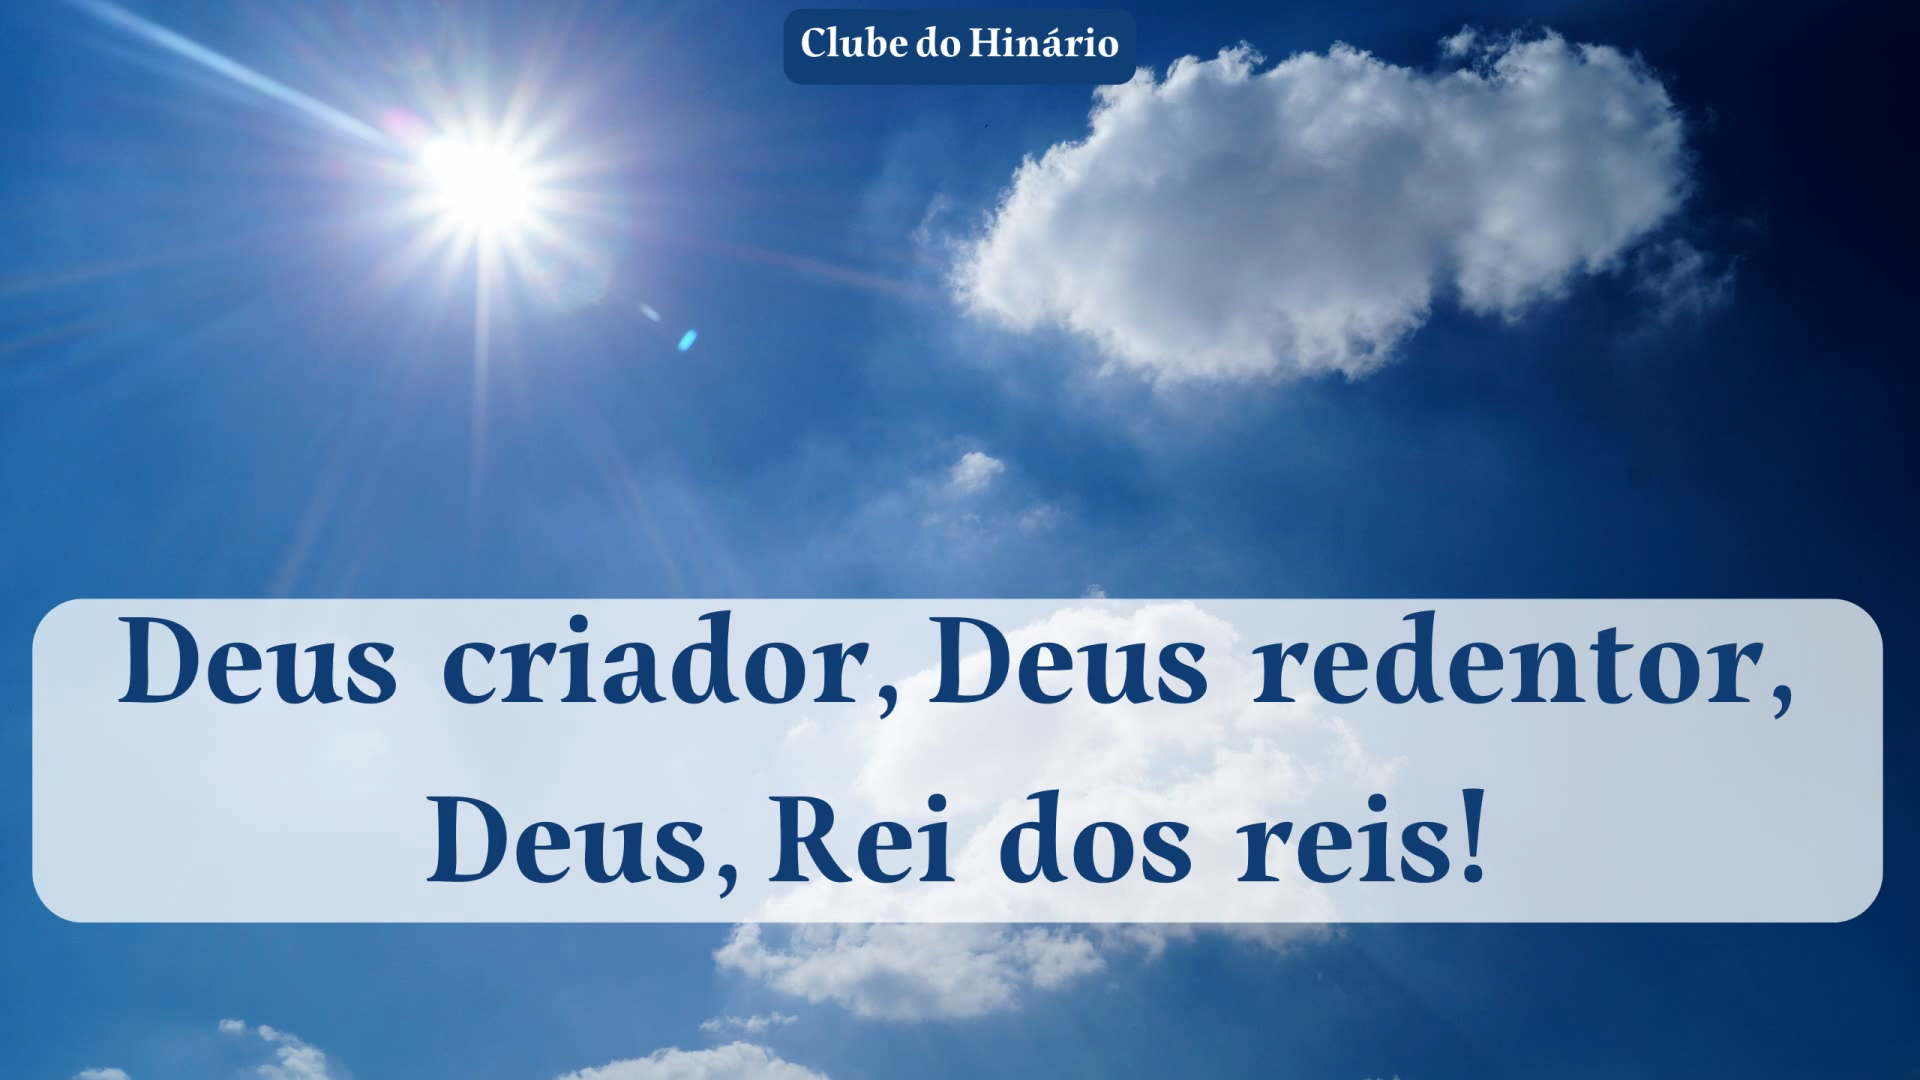 Clube do Hinário
Deus criador, Deus redentor,
Deus, Rei dos reis!